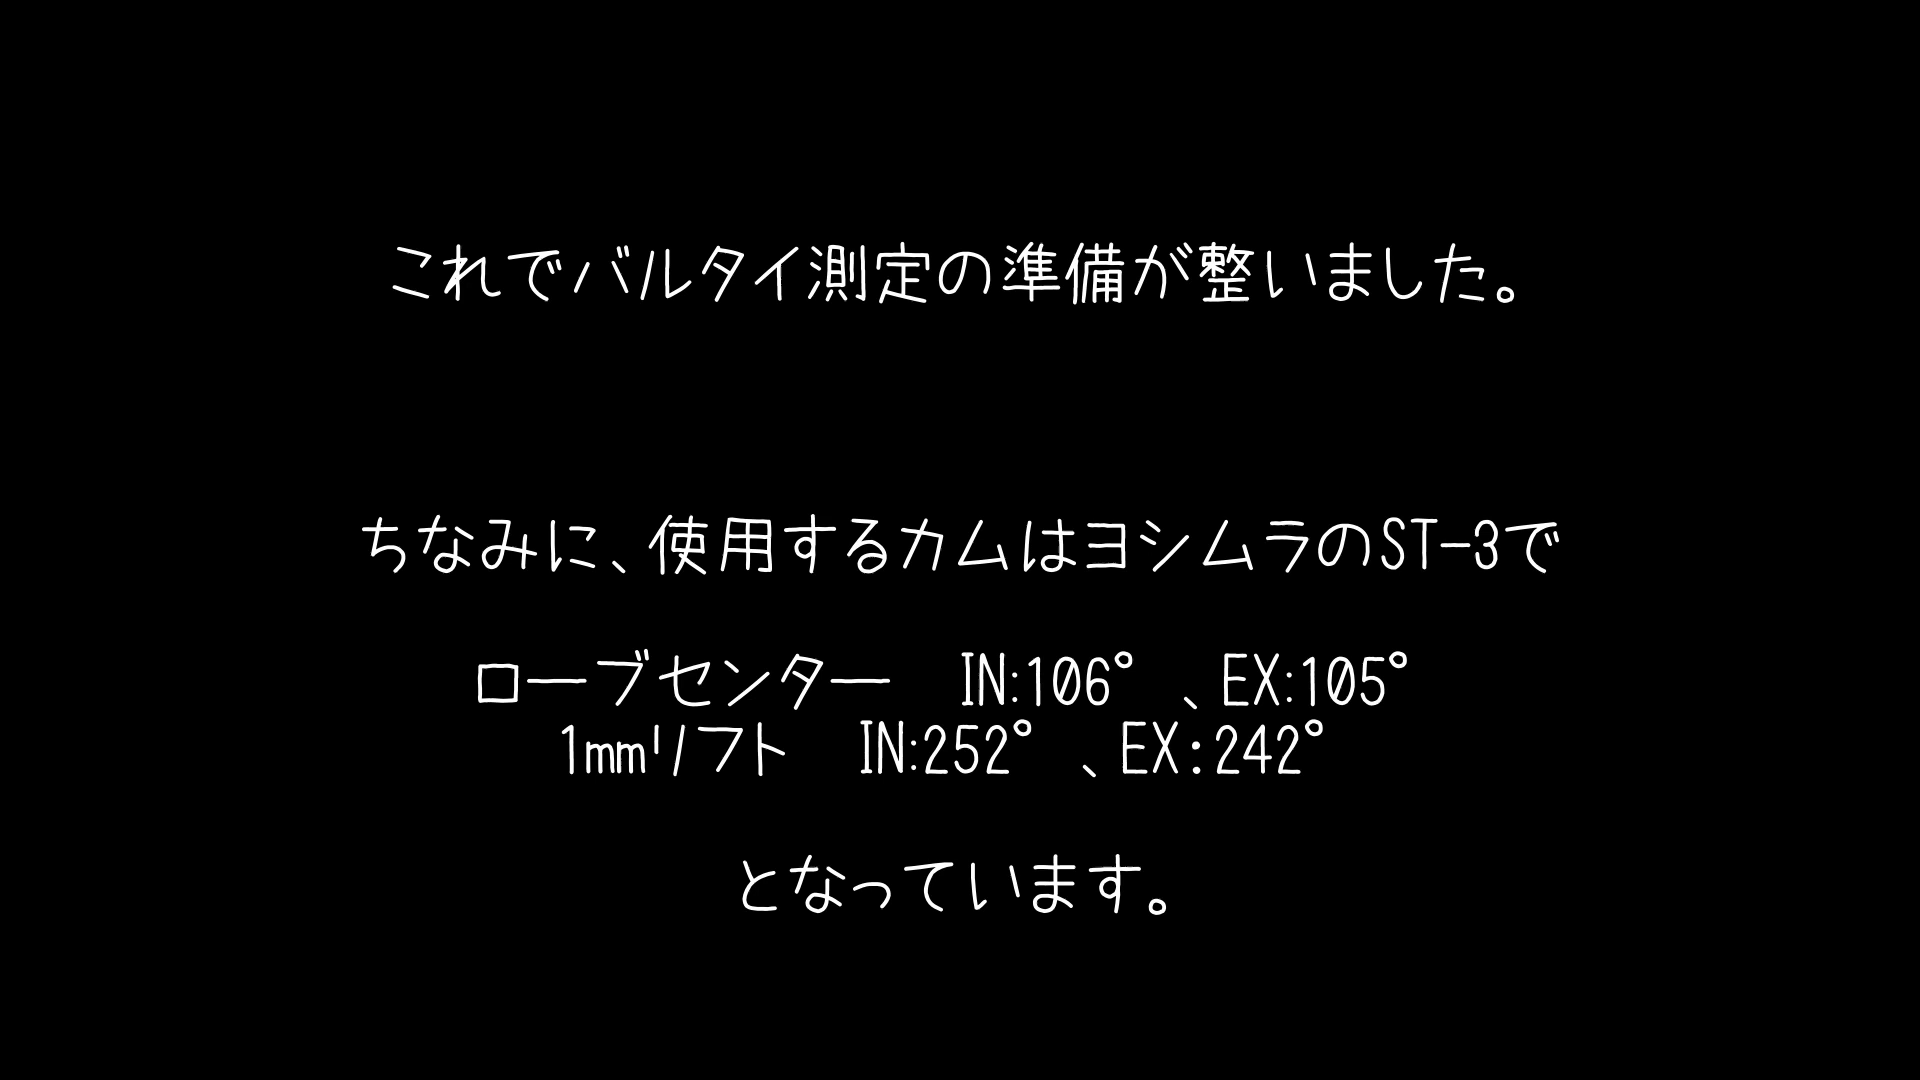 これでバルタイ測定の準備が整いました。
ちなみに、使用するカムはヨシムラのST-3で
ローブセンター　IN:106°　、EX:105°
1mmリフト　IN:252°　、EX:242°
となっています。